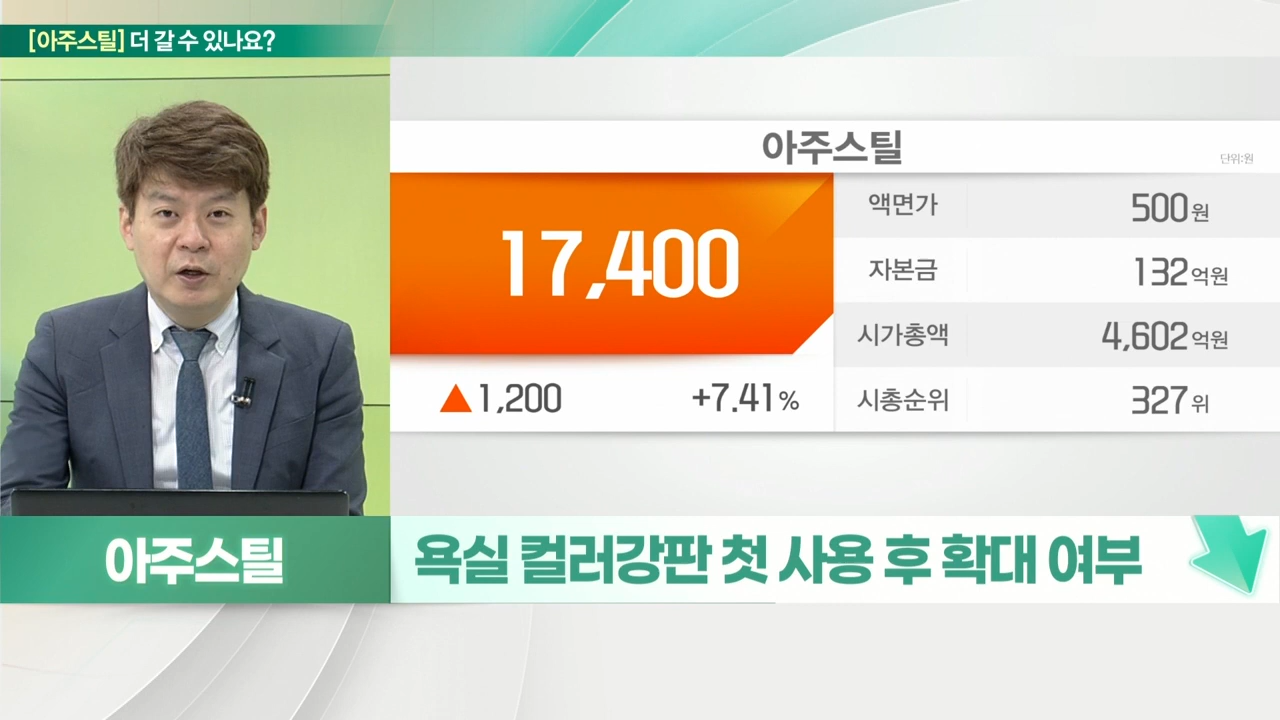 [아주스틸] 더 갈 수 있나요?
아주스틸
단위:원
17,400
▲1,200 +7.41%
액면가 500원
자본금 132억원
시가총액 4,602억원
시총순위 327위
아주스틸
욕실 컬러강판 첫 사용 후 확대 여부